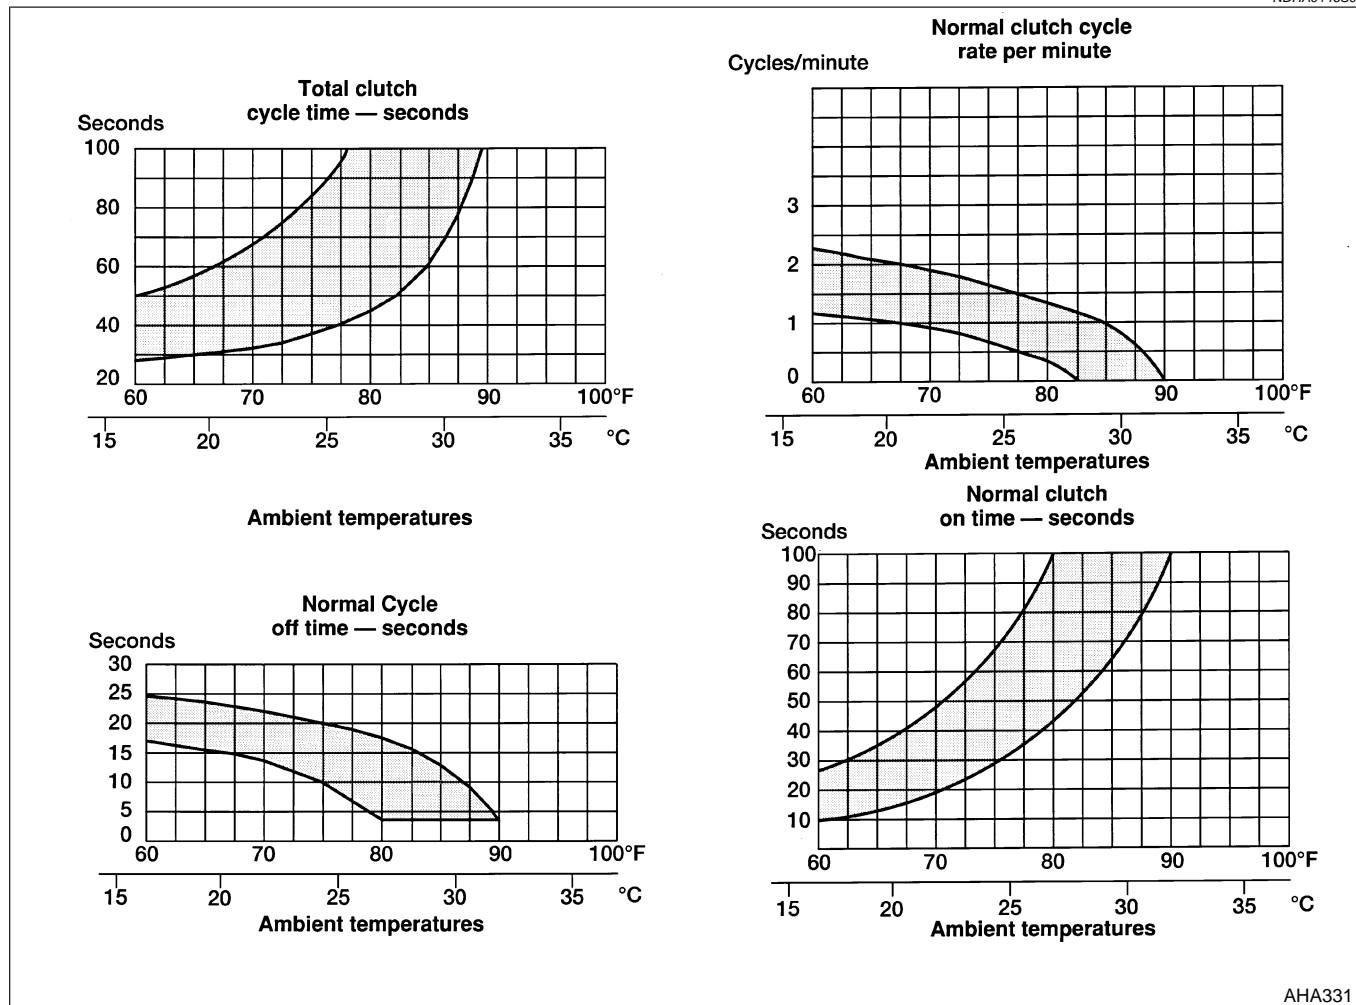 Total clutch
cycle time — seconds
Seconds
100
80
60
40
20
60 70 80 90 100°F
15 20 25 30 35 °C
Ambient temperatures
Normal clutch cycle
rate per minute
Cycles/minute
3
2
1
0
60 70 80 90 100°F
15 20 25 30 35 °C
Ambient temperatures
Normal Cycle
off time — seconds
Seconds
30
25
20
15
10
5
0
60 70 80 90 100°F
15 20 25 30 35 °C
Ambient temperatures
Normal clutch
on time — seconds
Seconds
100
90
80
70
60
50
40
30
20
10
60 70 80 90 100°F
15 20 25 30 35 °C
Ambient temperatures
AHA331